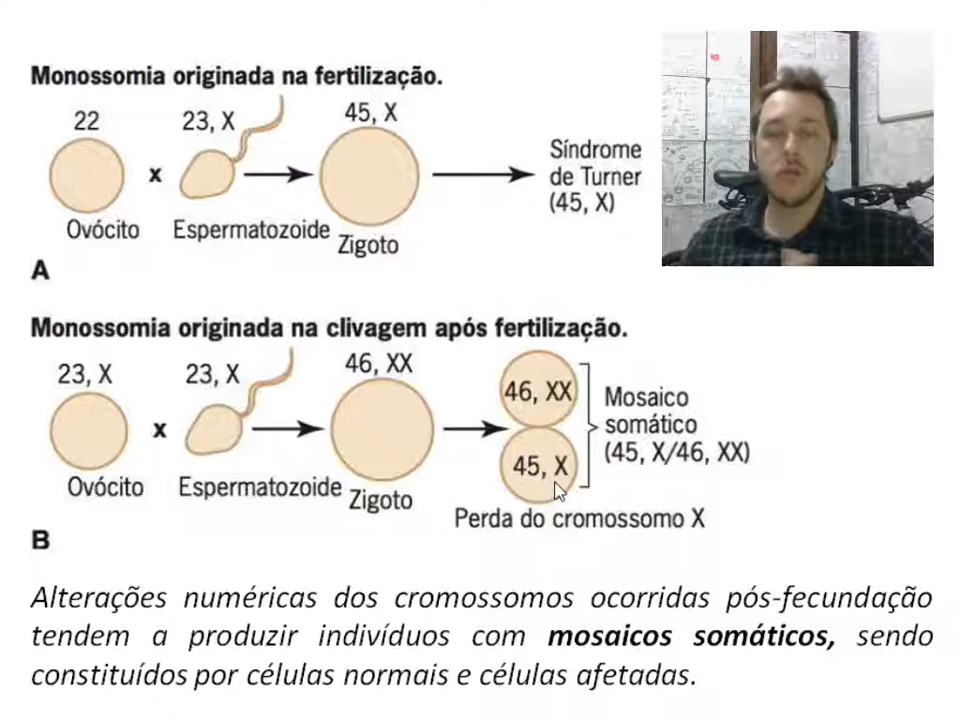 Monossomia originada na fertilização.
22
23, X
45, X
x
Síndrome
de Turner
(45, X)
Ovócito
Espermatozoide
Zigoto
A
Monossomia originada na clivagem após fertilização.
23, X
23, X
46, XX
x
46, XX
45, X
Mosaico
somático
(45, X/46, XX)
Ovócito
Espermatozoide
Zigoto
Perda do cromossomo X
B
Alterações numéricas dos cromossomos ocorridas pós-fecundação
tendem a produzir indivíduos com mosaicos somáticos, sendo
constituídos por células normais e células afetadas.